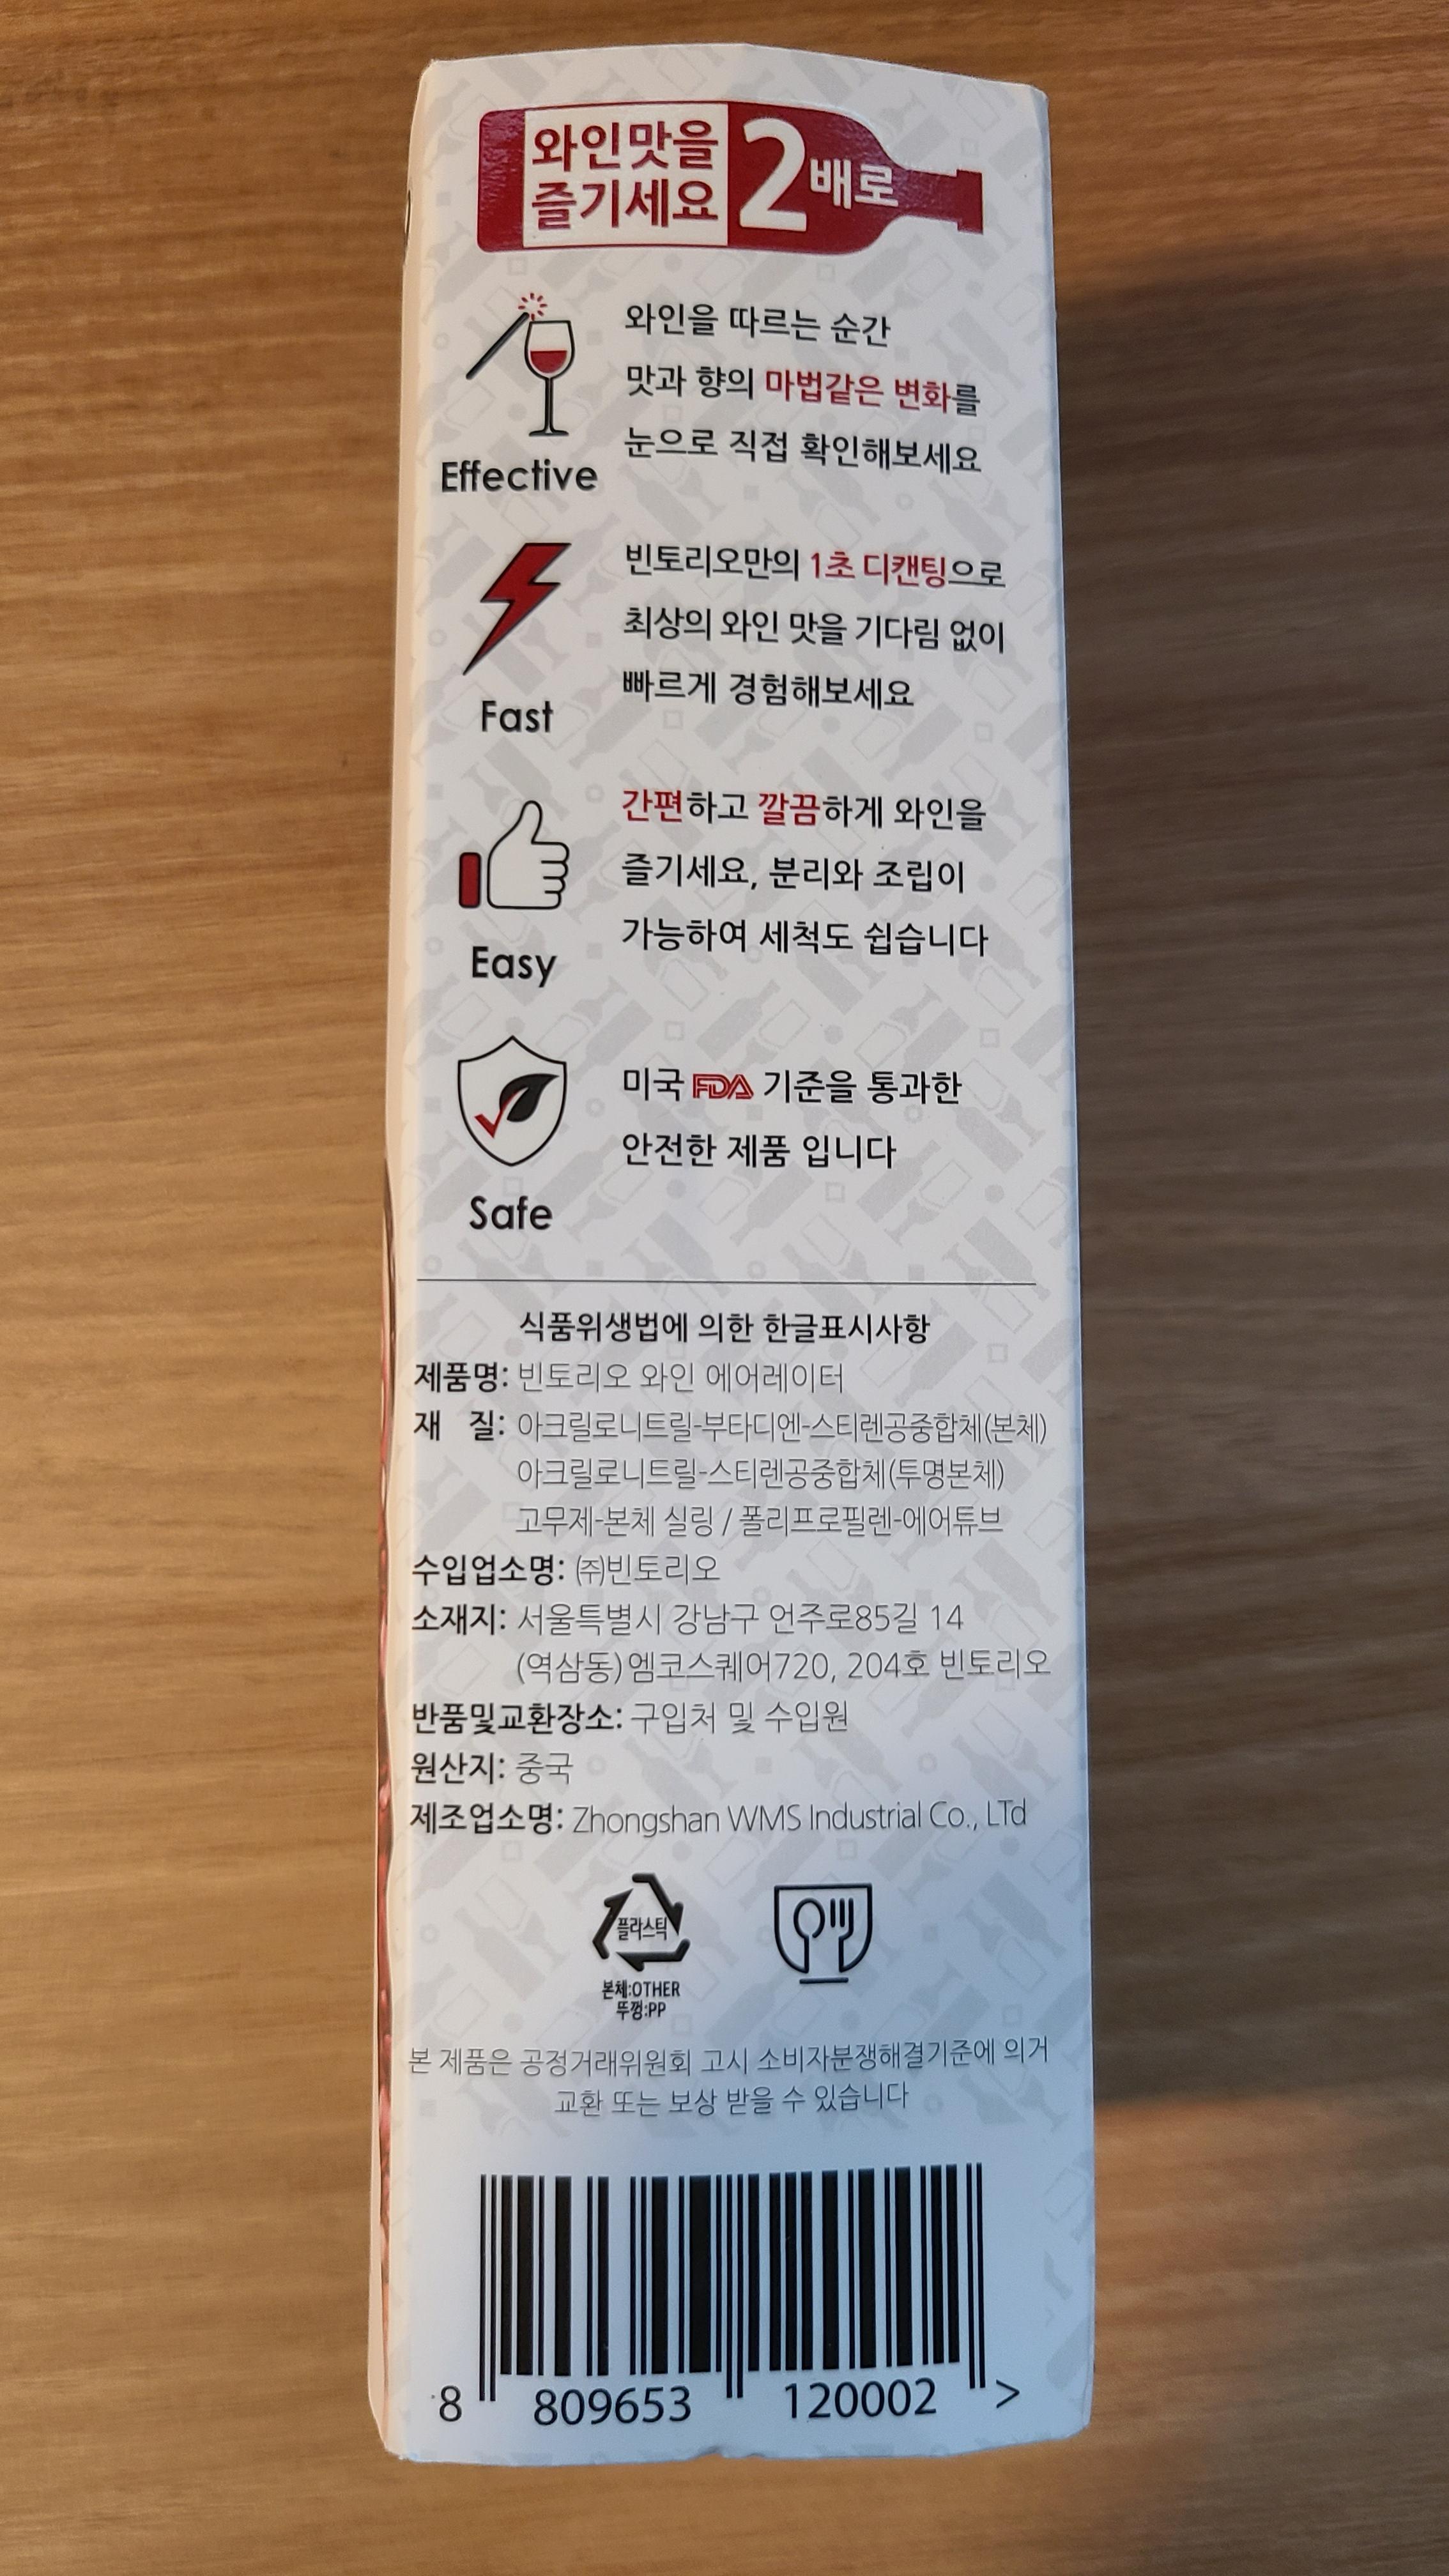 와인맛을
즐기세요
2배로
와인을 따르는 순간
맛과 향의 마법같은 변화를
눈으로 직접 확인해보세요
Effective
빈토리오만의 1초 디캔팅으로
최상의 와인 맛을 기다림 없이
빠르게 경험해보세요
Fast
간편하고 깔끔하게 와인을
즐기세요, 분리와 조립이
가능하여 세척도 쉽습니다
Easy
미국 FDA 기준을 통과한
안전한 제품 입니다
Safe
식품위생법에 의한 한글표시사항
제품명: 빈토리오 와인 에어레이터
재 질: 아크릴로니트릴-부타디엔-스티렌공중합체(본체)
아크릴로니트릴-스티렌공중합체(투명본체)
고무제-본체 실링 / 폴리프로필렌-에어튜브
수입업소명: ㈜빈토리오
소재지: 서울특별시 강남구 언주로85길 14
(역삼동)엠코스퀘어720, 204호 빈토리오
반품및교환장소: 구입처 및 수입원
원산지: 중국
제조업소명: Zhongshan WMS Industrial Co., LTd
플라스틱
본체:OTHER
뚜껑:PP
본 제품은 공정거래위원회 고시 소비자분쟁해결기준에 의거
교환 또는 보상 받을 수 있습니다
8 809653 120002 >